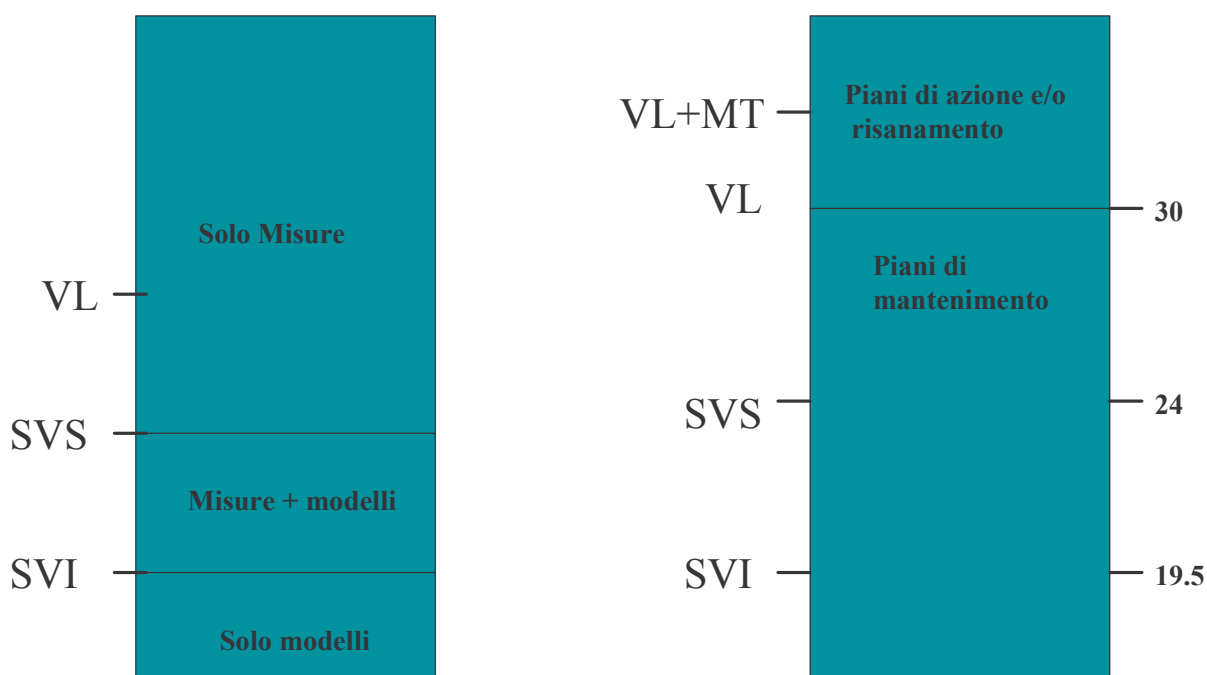 Solo Misure
VL
SVS
Misure + modelli
SVI
Solo modelli
Piani di azione e/o
risanamento
VL+MT
VL
30
Piani di
mantenimento
SVS
24
SVI
19.5